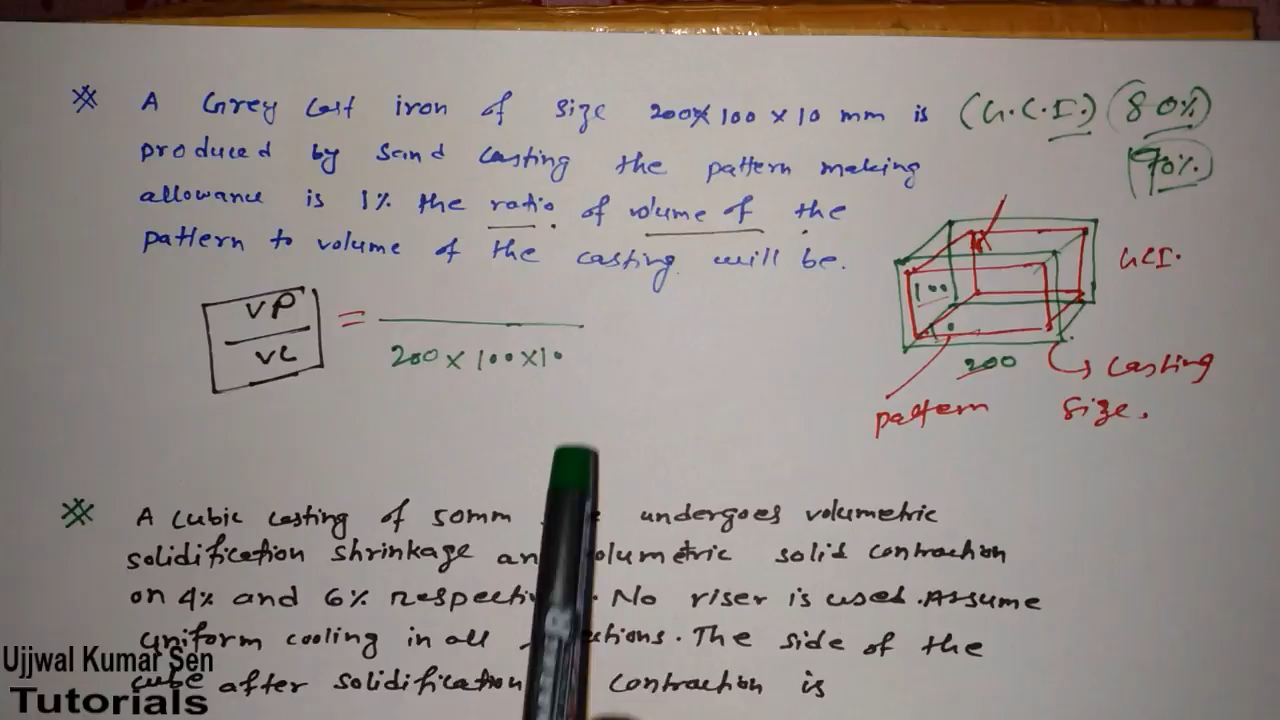 ※ A Grey Cast iron of size 200 x 100 x 10 mm is (G.C.I.) 80%
produced by sand casting the pattern making 90%
allowance is 1% the ratio of volume of the
pattern to volume of the casting will be.
VP
VC
=
200 x 100 x 10
100
10
200
GCI.
pattern
casting
size.
※ A cubic casting of 50mm undergoes volumetric
solidification shrinkage an olumetric solid contraction
on 4% and 6% respecti . No riser is used. Assume
uniform cooling in all ctions. The side of the
cube after solidification contraction is
Ujjwal Kumar Sen
Tutorials